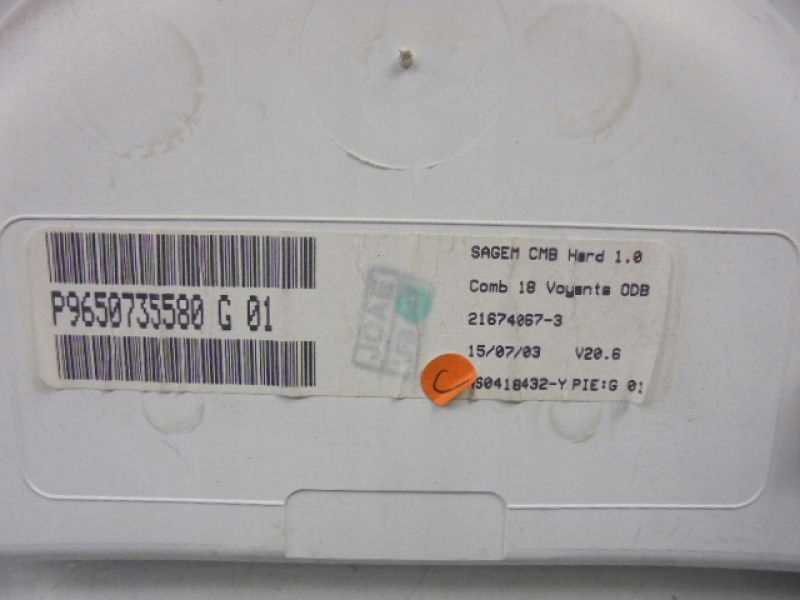 P9650735580 G 01
SAGEM CMB Hard 1.0
Comb 18 Voyants ODB
21674067-3
15/07/03 V20.6
50418432-Y PIE:G 01
C